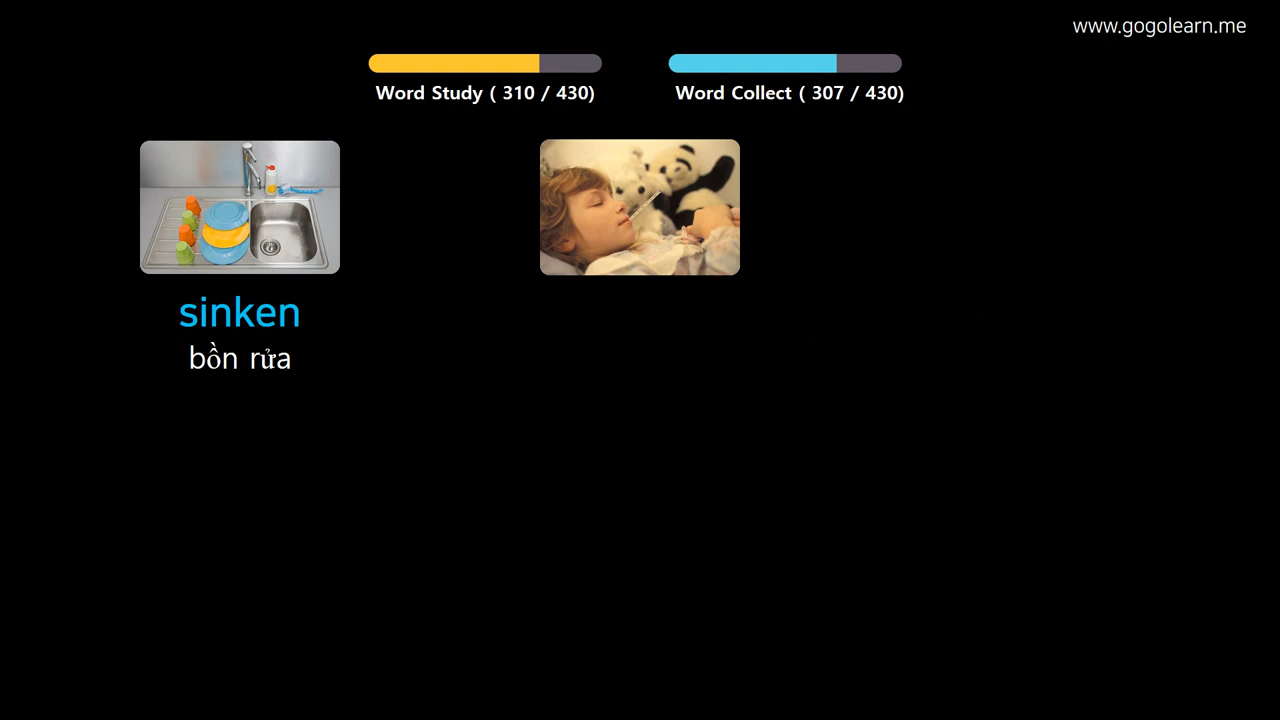 www.gogolearn.me
Word Study ( 310 / 430)
Word Collect ( 307 / 430)
sinken
bồn rửa